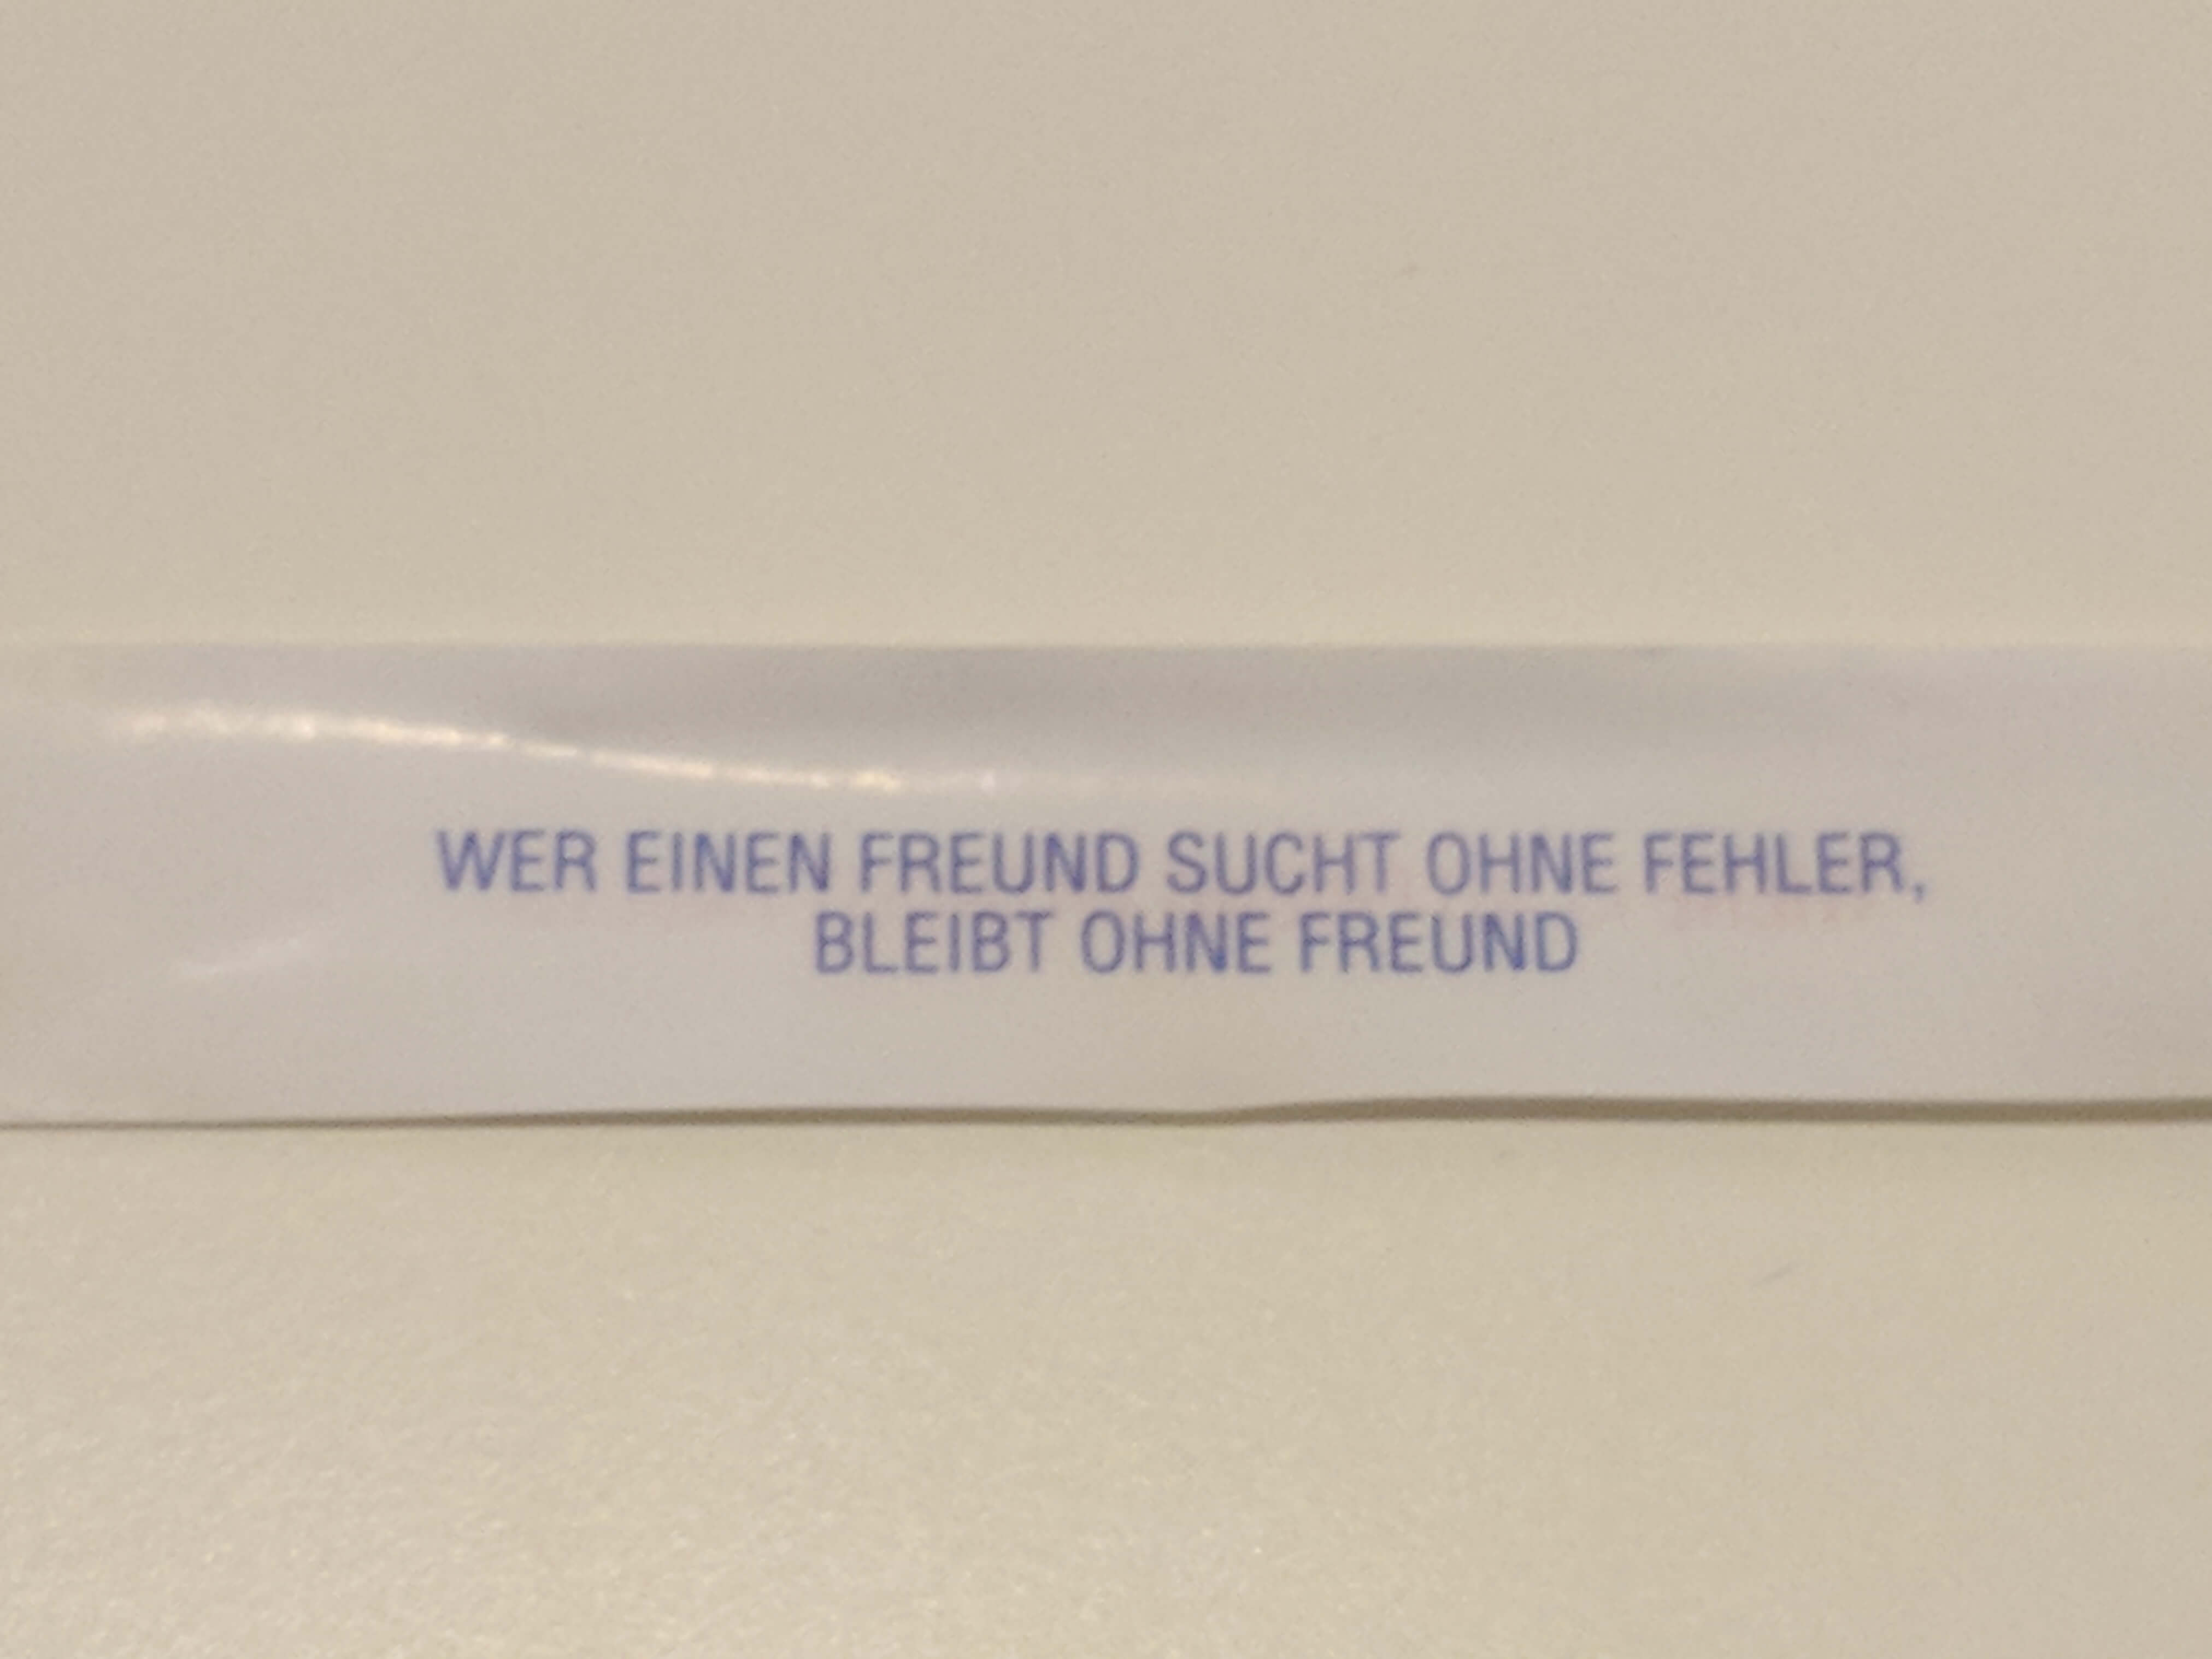 WER EINEN FREUND SUCHT OHNE FEHLER,
BLEIBT OHNE FREUND